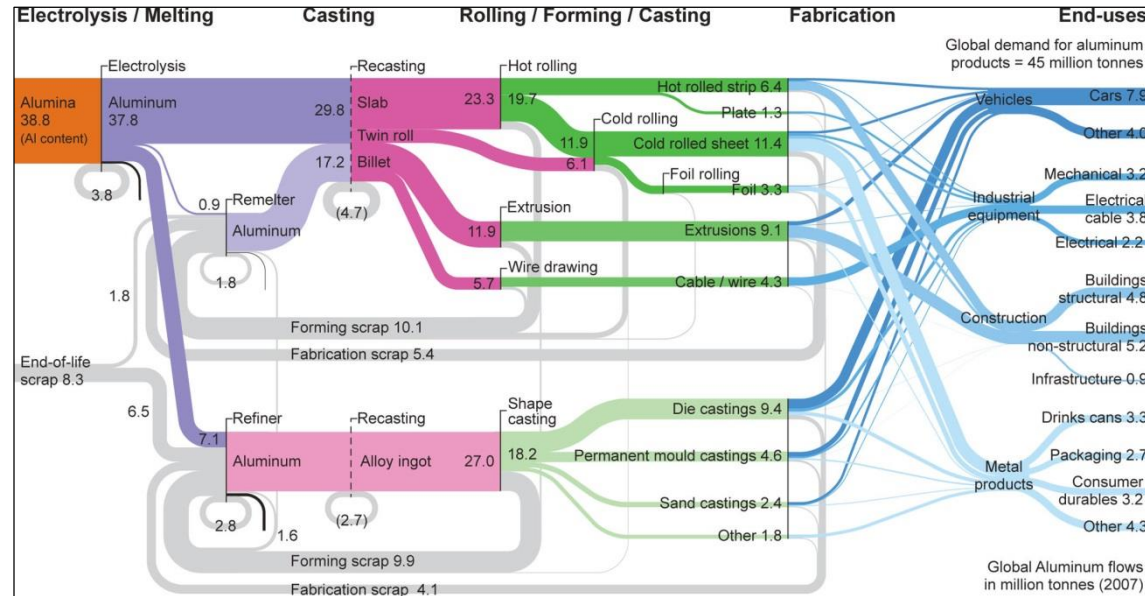 Electrolysis / Melting
Casting
Rolling / Forming / Casting
Fabrication
End-uses
Global demand for aluminum
products = 45 million tonnes
Electrolysis
Recasting
Hot rolling
Alumina
38.8
(Al content)
Aluminum
37.8
29.8
Slab
23.3
19.7
Hot rolled strip 6.4
Plate 1.3
Vehicles
Cars 7.9
Other 4.0
Cold rolling
Twin roll
11.9
6.1
Cold rolled sheet 11.4
17.2
Billet
Foil rolling
Foil 3.3
3.8
0.9
Remelter
Aluminum
(4.7)
1.8
Extrusion
11.9
Extrusions 9.1
Wire drawing
5.7
Cable / wire 4.3
Industrial
equipment
Mechanical 3.2
Electrical
cable 3.8
Electrical 2.2
1.8
Forming scrap 10.1
Fabrication scrap 5.4
Construction
Buildings
structural 4.8
Buildings
non-structural 5.2
Infrastructure 0.9
End-of-life
scrap 8.3
6.5
7.1
Refiner
Aluminum
Recasting
Alloy ingot
27.0
Shape
casting
18.2
Die castings 9.4
Permanent mould castings 4.6
Sand castings 2.4
Other 1.8
Metal
products
Drinks cans 3.3
Packaging 2.7
Consumer
durables 3.2
Other 4.3
2.8
1.6
(2.7)
Forming scrap 9.9
Fabrication scrap 4.1
Global Aluminum flows
in million tonnes (2007)